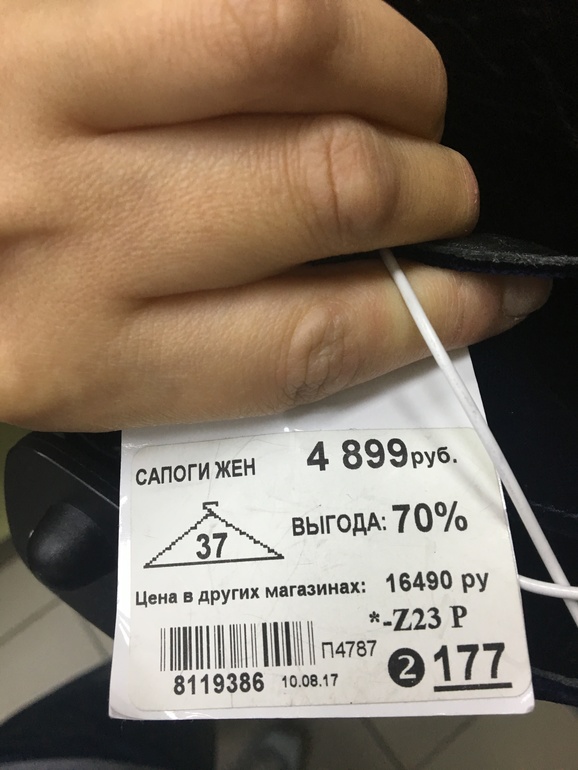 САПОГИ ЖЕН 4 899руб.
37 ВЫГОДА: 70%
Цена в других магазинах: 16490 ру
*-Z23 P
П4787
8119386 10.08.17 2 177